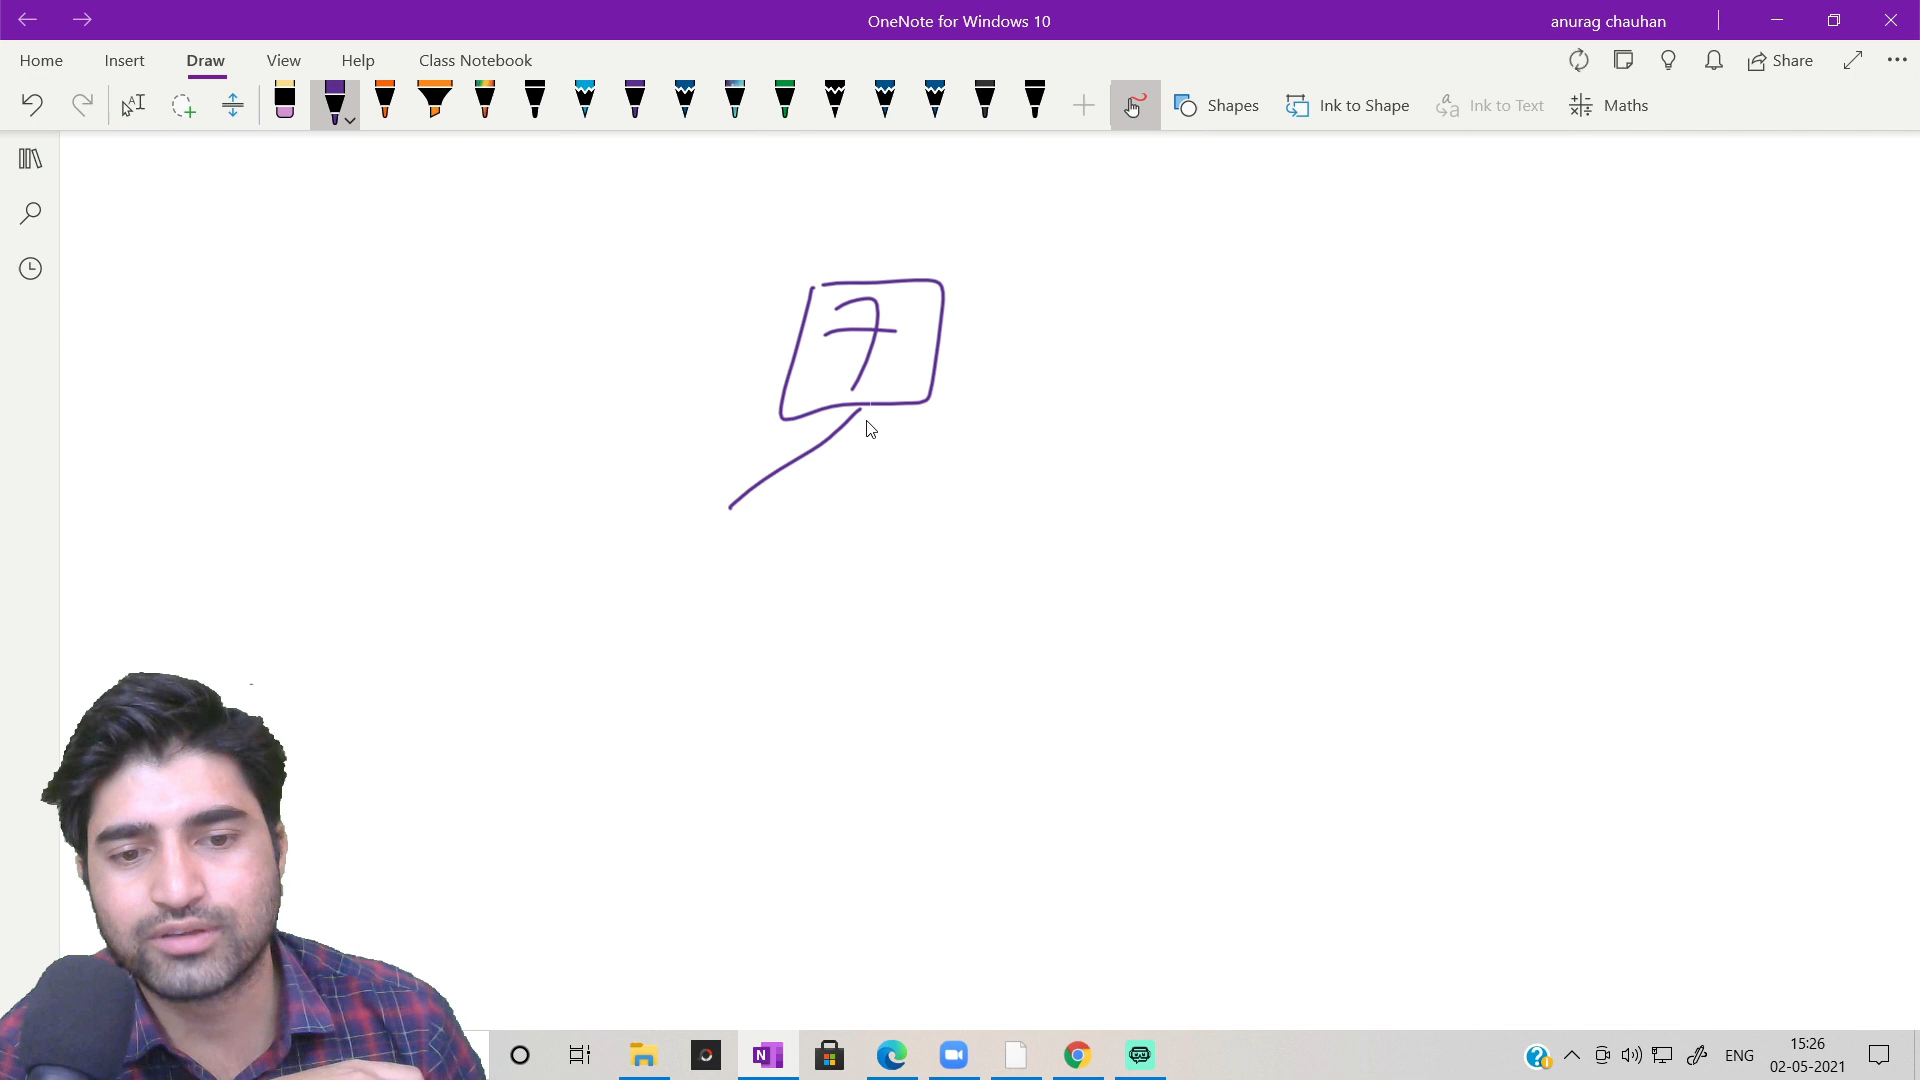 OneNote for Windows 10
anurag chauhan
Home Insert Draw View Help Class Notebook
Share
Shapes Ink to Shape Ink to Text Maths
7
ENG
15:26
02-05-2021